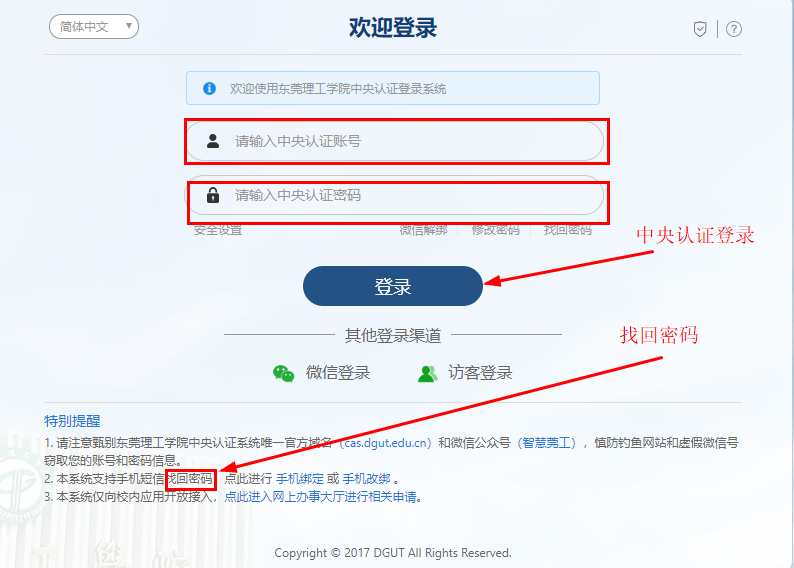 简体中文
欢迎登录
欢迎使用东莞理工学院中央认证登录系统
请输入中央认证账号
请输入中央认证密码
安全设置 微信解绑 修改密码 找回密码
中央认证登录
登录
找回密码
其他登录渠道
微信登录 访客登录
特别提醒
1. 请注意甄别东莞理工学院中央认证系统唯一官方域名（cas.dgut.edu.cn）和微信公众号（智慧莞工），慎防钓鱼网站和虚假微信号
窃取您的账号和密码信息。
2. 本系统支持手机短信找回密码，点此进行 手机绑定 或 手机改绑 。
3. 本系统仅向校内应用开放接入，点此进入网上办事大厅进行相关申请。
Copyright © 2017 DGUT All Rights Reserved.